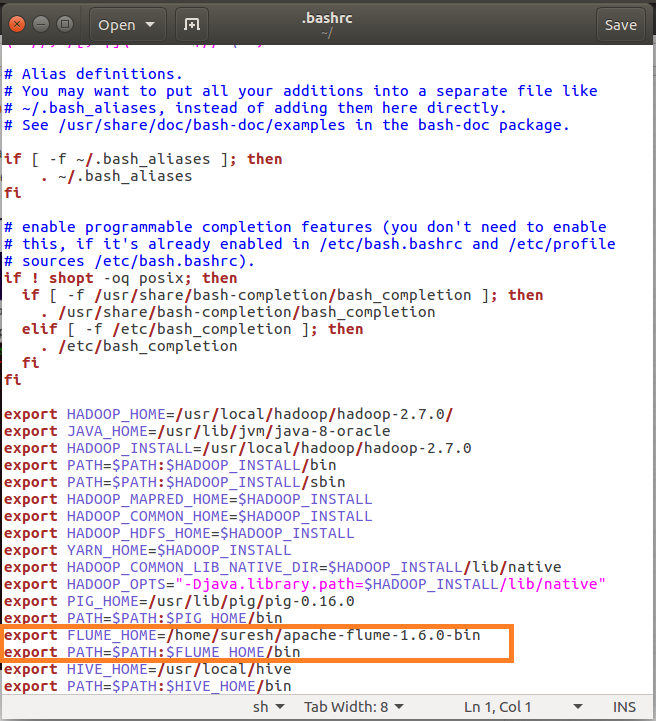 Open
.bashrc
~/
Save
# Alias definitions.
# You may want to put all your additions into a separate file like
# ~/.bash_aliases, instead of adding them here directly.
# See /usr/share/doc/bash-doc/examples in the bash-doc package.
if [ -f ~/.bash_aliases ]; then
    . ~/.bash_aliases
fi
# enable programmable completion features (you don't need to enable
# this, if it's already enabled in /etc/bash.bashrc and /etc/profile
# sources /etc/bash.bashrc).
if ! shopt -oq posix; then
  if [ -f /usr/share/bash-completion/bash_completion ]; then
    . /usr/share/bash-completion/bash_completion
  elif [ -f /etc/bash_completion ]; then
    . /etc/bash_completion
  fi
fi
export HADOOP_HOME=/usr/local/hadoop/hadoop-2.7.0/
export JAVA_HOME=/usr/lib/jvm/java-8-oracle
export HADOOP_INSTALL=/usr/local/hadoop/hadoop-2.7.0
export PATH=$PATH:$HADOOP_INSTALL/bin
export PATH=$PATH:$HADOOP_INSTALL/sbin
export HADOOP_MAPRED_HOME=$HADOOP_INSTALL
export HADOOP_COMMON_HOME=$HADOOP_INSTALL
export HADOOP_HDFS_HOME=$HADOOP_INSTALL
export YARN_HOME=$HADOOP_INSTALL
export HADOOP_COMMON_LIB_NATIVE_DIR=$HADOOP_INSTALL/lib/native
export HADOOP_OPTS="-Djava.library.path=$HADOOP_INSTALL/lib/native"
export PIG_HOME=/usr/lib/pig/pig-0.16.0
export PATH=$PATH:$PIG_HOME/bin
export FLUME_HOME=/home/suresh/apache-flume-1.6.0-bin
export PATH=$PATH:$FLUME_HOME/bin
export HIVE_HOME=/usr/local/hive
export PATH=$PATH:$HIVE_HOME/bin
sh Tab Width: 8 Ln 1, Col 1 INS